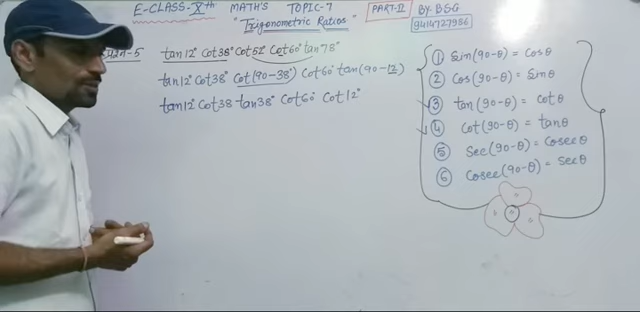 E-CLASS-Xth MATH'S TOPIC-7 PART-II BY:BSG
"Trigonometric Ratios" 9414727956
tan12° Cot38° Cot52° Cot60° tan78°
tan12° Cot38° Cot(90-38°) Cot60° tan(90-12)
tan12° Cot38 tan38° Cot60° Cot12°
① Sin(90-θ) = Cosθ
② Cos(90-θ) = Sinθ
③ tan(90-θ) = Cotθ
④ Cot(90-θ) = tanθ
⑤ Sec(90-θ) = Cosecθ
⑥ Cosec(90-θ) = Secθ